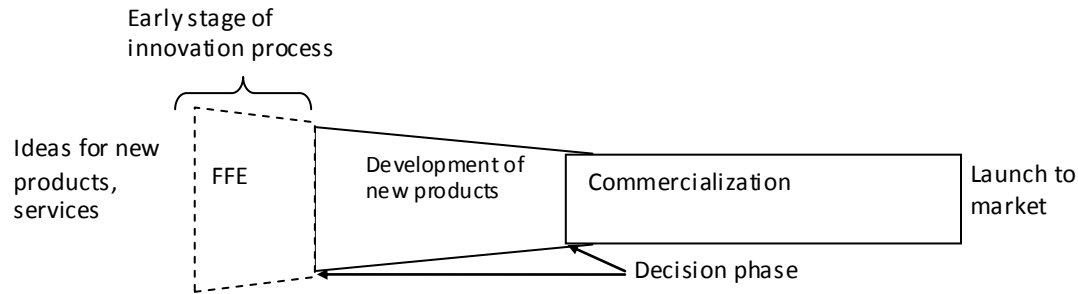 Early stage of
innovation process
Ideas for new
products,
services
FFE
Development of
new products
Commercialization
Launch to
market
Decision phase